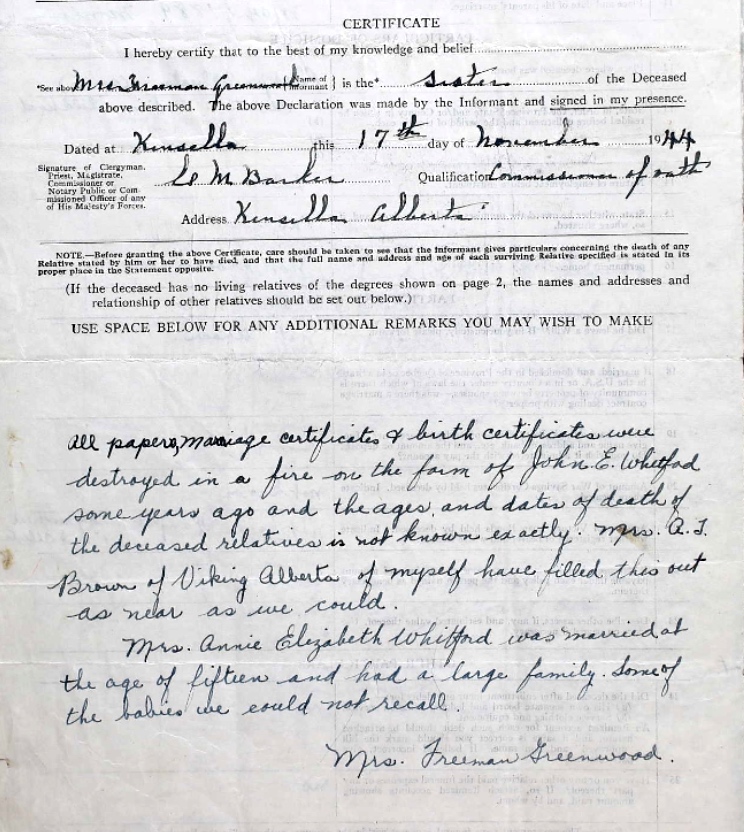 CERTIFICATE
I hereby certify that to the best of my knowledge and belief
*See above Mrs Freeman Greenwood {Name of Informant} is the* Sister of the Deceased
above described. The above Declaration was made by the Informant and signed in my presence.
Dated at Kinsella this 17th day of November 1944
Signature of Clergyman,
Priest, Magistrate,
Commissioner or
Notary Public or Com-
missioned Officer of any
of His Majesty's Forces.
M Barker Qualification Commissioner of oath
Address Kinsella Alberta
NOTE.—Before granting the above Certificate, care should be taken to see that the Informant gives particulars concerning the death of any
Relative stated by him or her to have died, and that the full name and address and age of each surviving Relative specified is stated in its
proper place in the Statement opposite.
(If the deceased has no living relatives of the degrees shown on page 2, the names and addresses and
relationship of other relatives should be set out below.)
USE SPACE BELOW FOR ANY ADDITIONAL REMARKS YOU MAY WISH TO MAKE
All papers, marriage certificates & birth certificates were
destroyed in a fire on the farm of John E. Whitford
some years ago and the ages and dates of death of
the deceased relatives is not known exactly. Mrs. A.J.
Brown of Viking Alberta of myself have filled this out
as near as we could.
Mrs. Annie Elizabeth Whitford was married at
the age of fifteen and had a large family. Some of
the babies we could not recall.
Mrs. Freeman Greenwood.